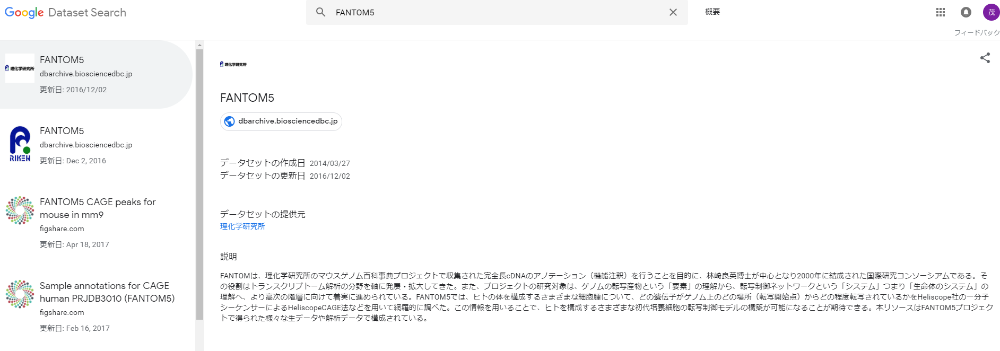 Google Dataset Search
FANTOM5
概要
茂
フィードバック
理化学研究所
FANTOM5
dbarchive.biosciencedbc.jp
更新日: 2016/12/02
RIKEN
FANTOM5
dbarchive.biosciencedbc.jp
更新日: Dec 2, 2016
FANTOM5 CAGE peaks for
mouse in mm9
figshare.com
更新日: Apr 18, 2017
Sample annotations for CAGE
human PRJDB3010 (FANTOM5)
figshare.com
更新日: Feb 16, 2017
理化学研究所
FANTOM5
dbarchive.biosciencedbc.jp
データセットの作成日 2014/03/27
データセットの更新日 2016/12/02
データセットの提供元
理化学研究所
説明
FANTOMは、理化学研究所のマウスゲノム百科事典プロジェクトで収集された完全長cDNAのアノテーション（機能注釈）を行うことを目的に、林崎良英博士が中心となり2000年に結成された国際研究コンソーシアムである。そ
の役割はトランスクリプトーム解析の分野を軸に発展・拡大してきた。また、プロジェクトの研究対象は、ゲノムの転写産物という「要素」の理解から、転写制御ネットワークという「システム」つまり「生命体のシステム」の
理解へ、より高次の階層に向けて着実に進められている。FANTOM5では、ヒトの体を構成するさまざまな細胞腫について、どの遺伝子がゲノム上のどの場所（転写開始点）からどの程度転写されているかをHeliscope社の一分子
シーケンサーによるHeliscopeCAGE法などを用いて網羅的に調べた。この情報を用いることで、ヒトを構成するさまざまな初代培養細胞の転写制御モデルの構築が可能になることが期待できる。本リソースはFANTOM5プロジェク
トで得られた様々な生データや解析データで構成されている。